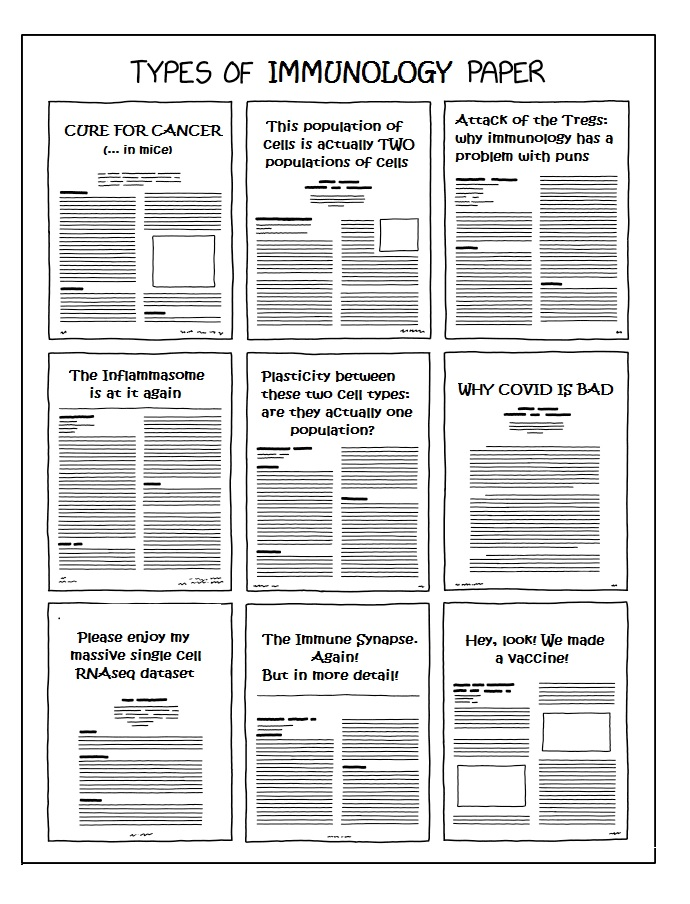 TYPES OF IMMUNOLOGY PAPER
CURE FOR CANCER
(... in mice)
This population of
cells is actually TWO
populations of cells
Attack of the Tregs:
why immunology has a
problem with puns
The Inflammasome
is at it again
Plasticity between
these two cell types:
are they actually one
population?
WHY COVID IS BAD
Please enjoy my
massive single cell
RNAseq dataset
The Immune Synapse.
Again!
But in more detail!
Hey, look! We made
a vaccine!